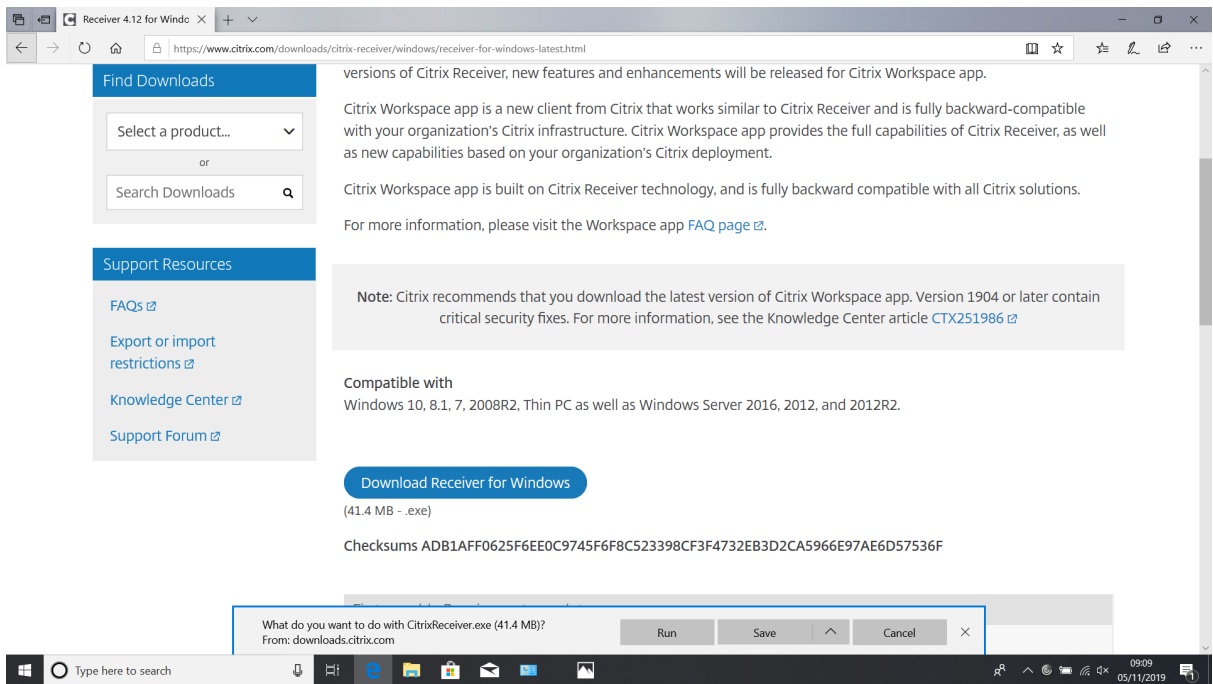 Receiver 4.12 for Windo
https://www.citrix.com/downloads/citrix-receiver/windows/receiver-for-windows-latest.html
Find Downloads
Select a product...
or
Search Downloads
Support Resources
FAQs
Export or import
restrictions
Knowledge Center
Support Forum
versions of Citrix Receiver, new features and enhancements will be released for Citrix Workspace app.
Citrix Workspace app is a new client from Citrix that works similar to Citrix Receiver and is fully backward-compatible
with your organization's Citrix infrastructure. Citrix Workspace app provides the full capabilities of Citrix Receiver, as well
as new capabilities based on your organization's Citrix deployment.
Citrix Workspace app is built on Citrix Receiver technology, and is fully backward compatible with all Citrix solutions.
For more information, please visit the Workspace app FAQ page.
Note: Citrix recommends that you download the latest version of Citrix Workspace app. Version 1904 or later contain
critical security fixes. For more information, see the Knowledge Center article CTX251986
Compatible with
Windows 10, 8.1, 7, 2008R2, Thin PC as well as Windows Server 2016, 2012, and 2012R2.
Download Receiver for Windows
(41.4 MB - .exe)
Checksums ADB1AFF0625F6EE0C9745F6F8C523398CF3F4732EB3D2CA5966E97AE6D57536F
What do you want to do with CitrixReceiver.exe (41.4 MB)?
From: downloads.citrix.com
Run
Save
Cancel
Type here to search
09:09
05/11/2019
1